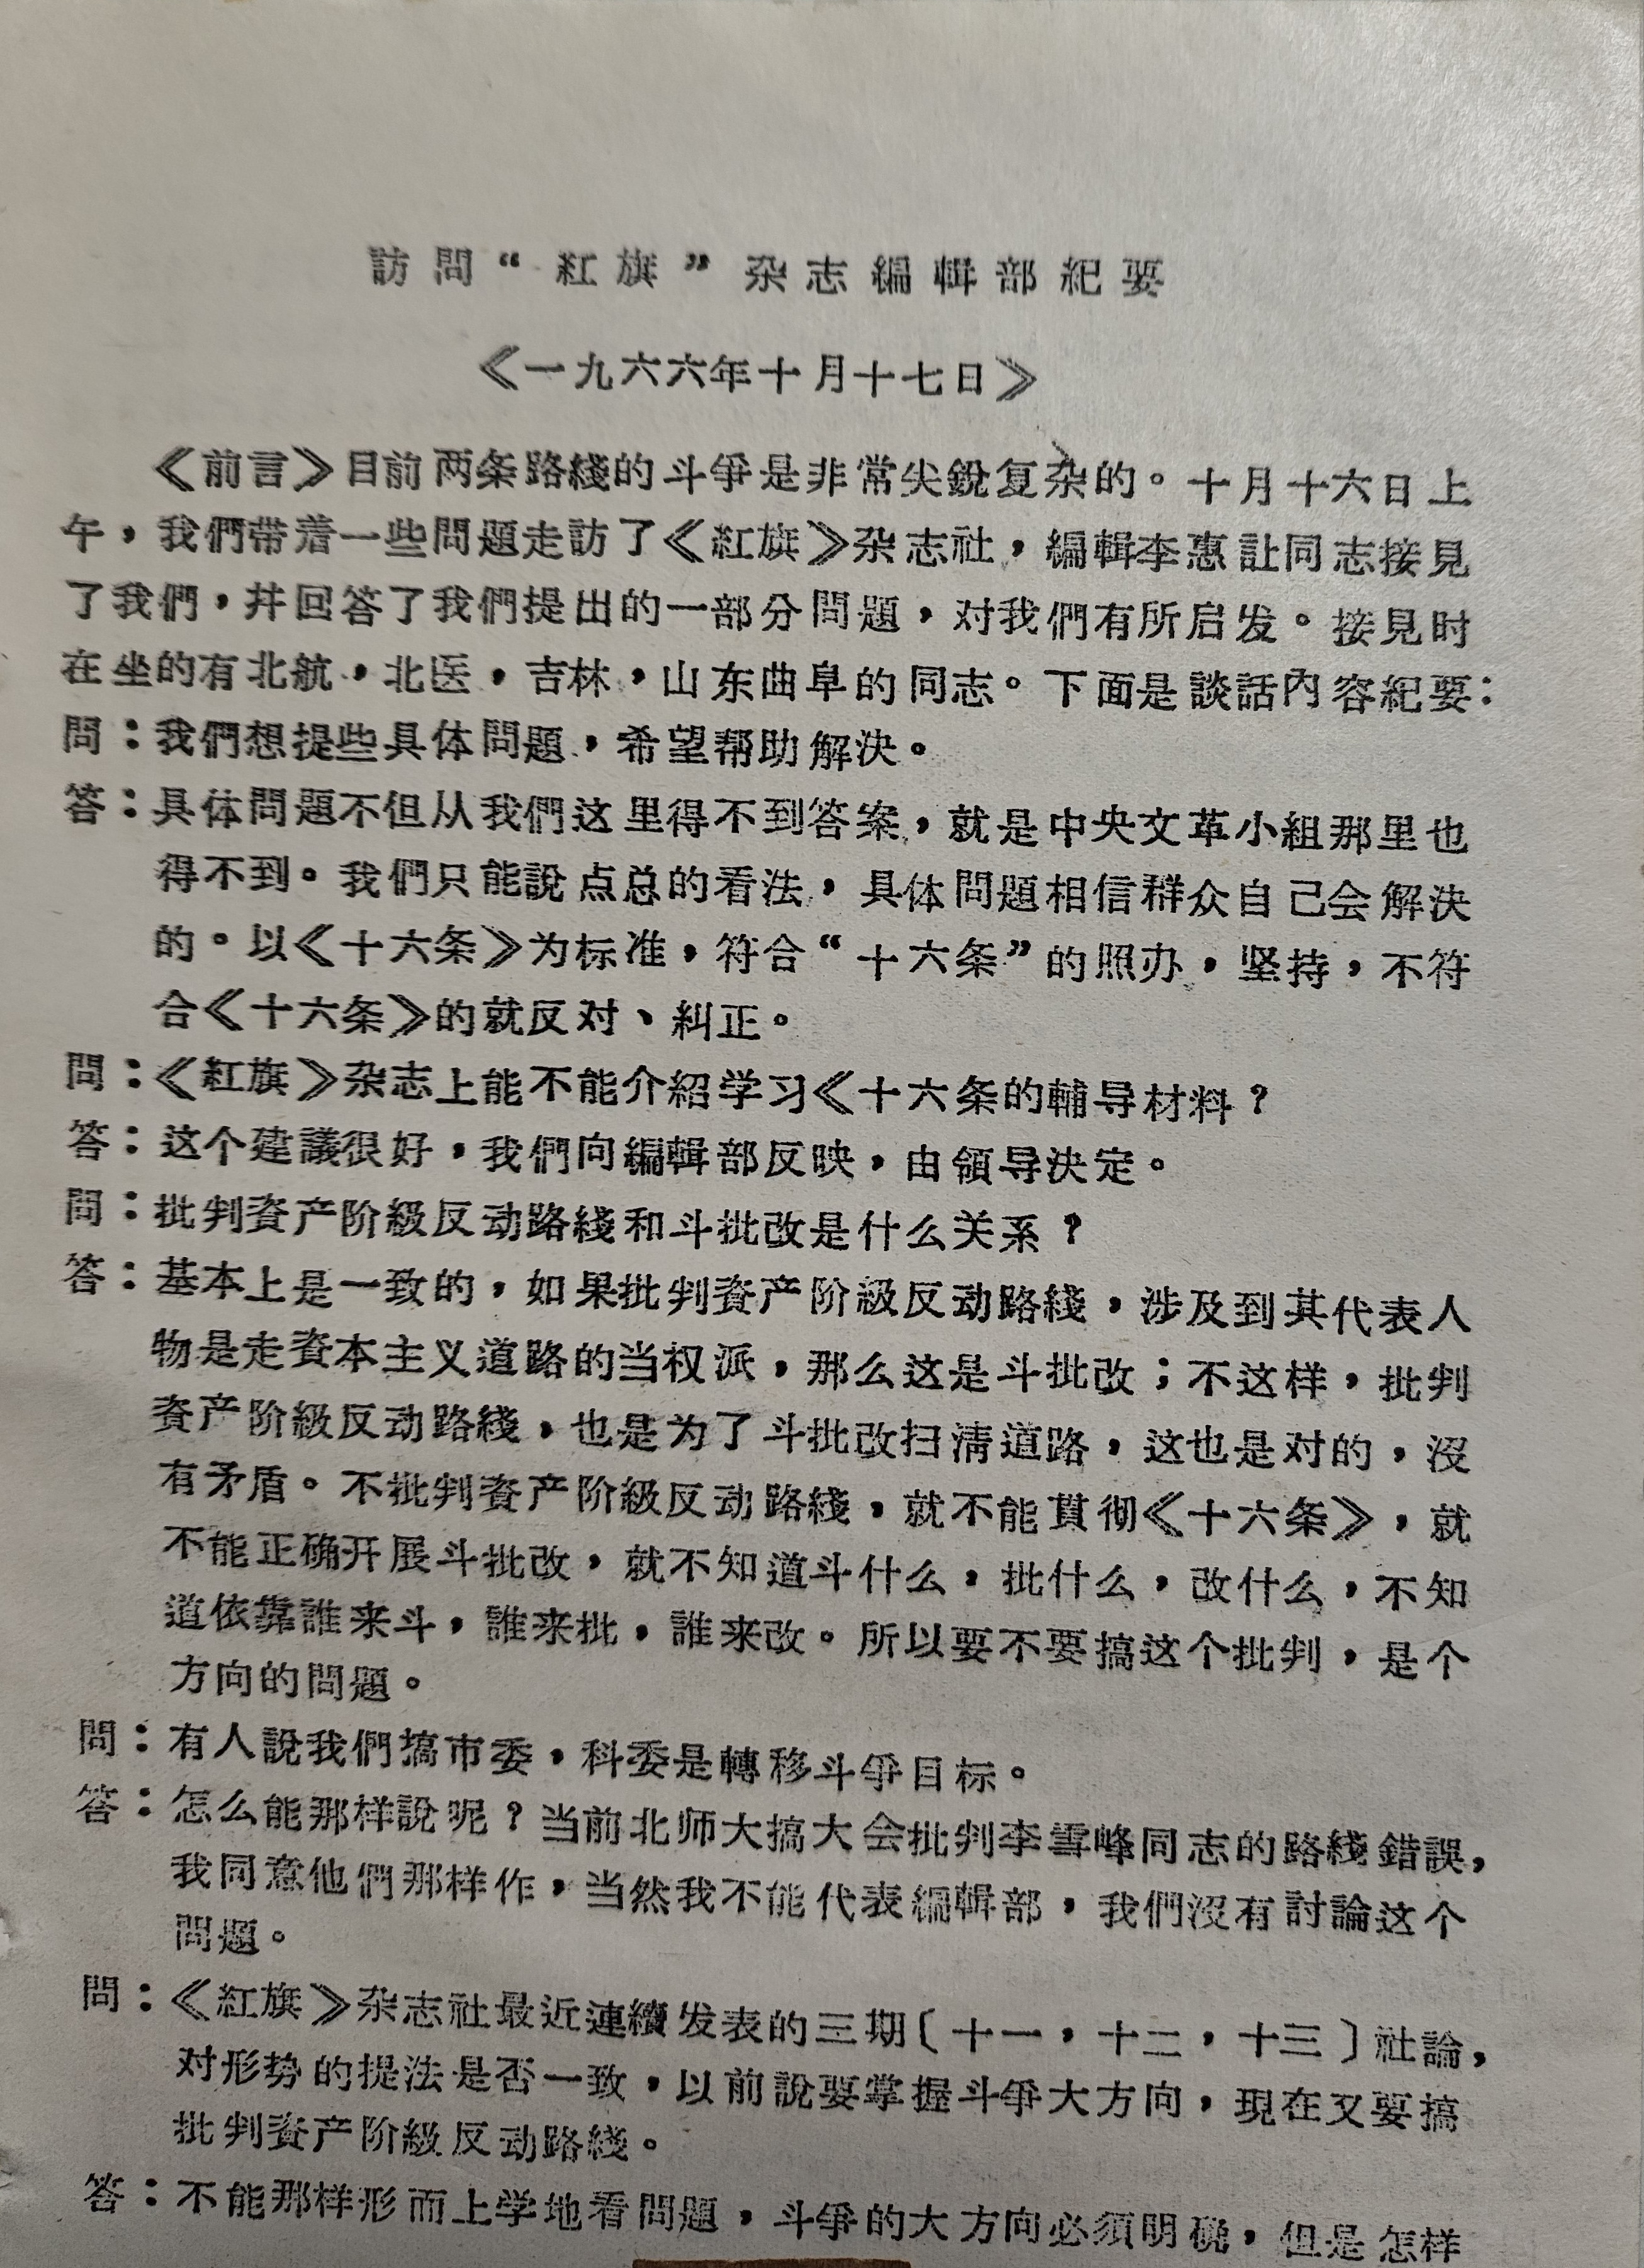 訪問“紅旗”杂志編輯部紀要
《一九六六年十月十七日》
《前言》目前两条路綫的斗爭是非常尖銳复杂的。十月十六日上
午，我們带着一些問題走訪了《紅旗》杂志社，編輯李惠訨同志接見
了我們，幷回答了我們提出的一部分問題，对我們有所启发。接見时
在坐的有北航，北医，吉林，山东曲阜的同志。下面是談話內容紀要：
問：我們想提些具体問題，希望帮助解决。
答：具体問題不但从我們这里得不到答案，就是中央文革小組那里也
得不到。我們只能說点总的看法，具体問題相信群众自己会解决
的。以《十六条》为标准，符合“十六条”的照办，坚持，不符
合《十六条》的就反对、糾正。
問：《紅旗》杂志上能不能介紹学习《十六条的輔导材料？
答：这个建議很好，我們向編輯部反映，由領导决定。
問：批判資产阶級反动路綫和斗批改是什么关系？
答：基本上是一致的，如果批判資产阶級反动路綫，涉及到其代表人
物是走資本主义道路的当权派，那么这是斗批改；不这样，批判
資产阶級反动路綫，也是为了斗批改扫清道路，这也是对的，沒
有矛盾。不批判資产阶級反动路綫，就不能貫彻《十六条》，就
不能正确开展斗批改，就不知道斗什么，批什么，改什么，不知
道依靠誰来斗，誰来批，誰来改。所以要不要搞这个批判，是个
方向的問題。
問：有人說我們搞市委，科委是轉移斗爭目标。
答：怎么能那样說呢？当前北师大搞大会批判李雪峰同志的路綫錯誤，
我同意他們那样作，当然我不能代表編輯部，我們沒有討論这个
問題。
問：《紅旗》杂志社最近連續发表的三期〔十一，十二，十三〕社論，
对形势的提法是否一致，以前說要掌握斗爭大方向，現在又要搞
批判資产阶級反动路綫。
答：不能那样形而上学地看問題，斗爭的大方向必須明确，但是怎样